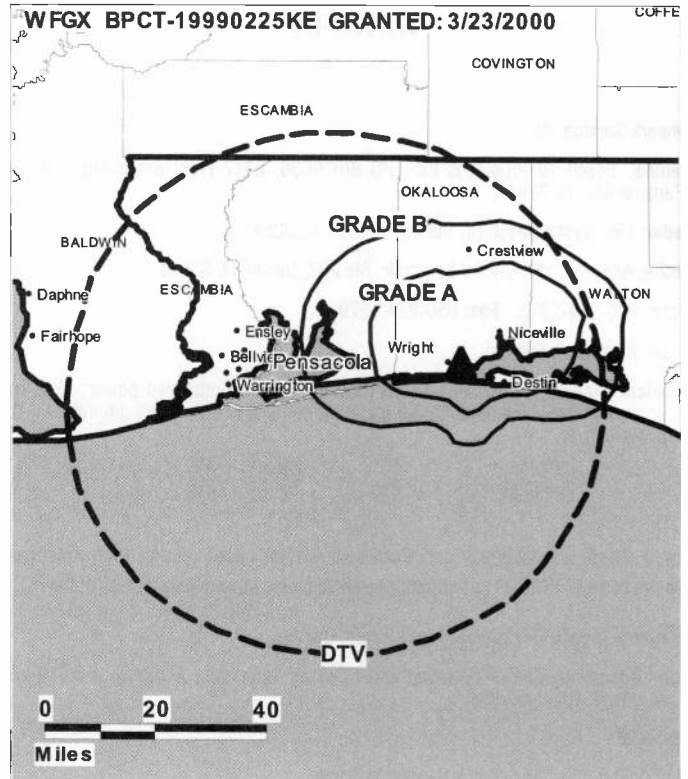 WFGX BPCT-19990225KE GRANTED: 3/23/2000
COFFE
COVINGTON
ESCAMBIA
OKALOOSA
GRADE B
BALDWIN
Crestview
ESCAMBIA
GRADE A
WALTON
Daphne
Fairhope
Ensley
Niceville
Wright
Pensacola
Warrington
Destin
DTV
0 20 40
Miles